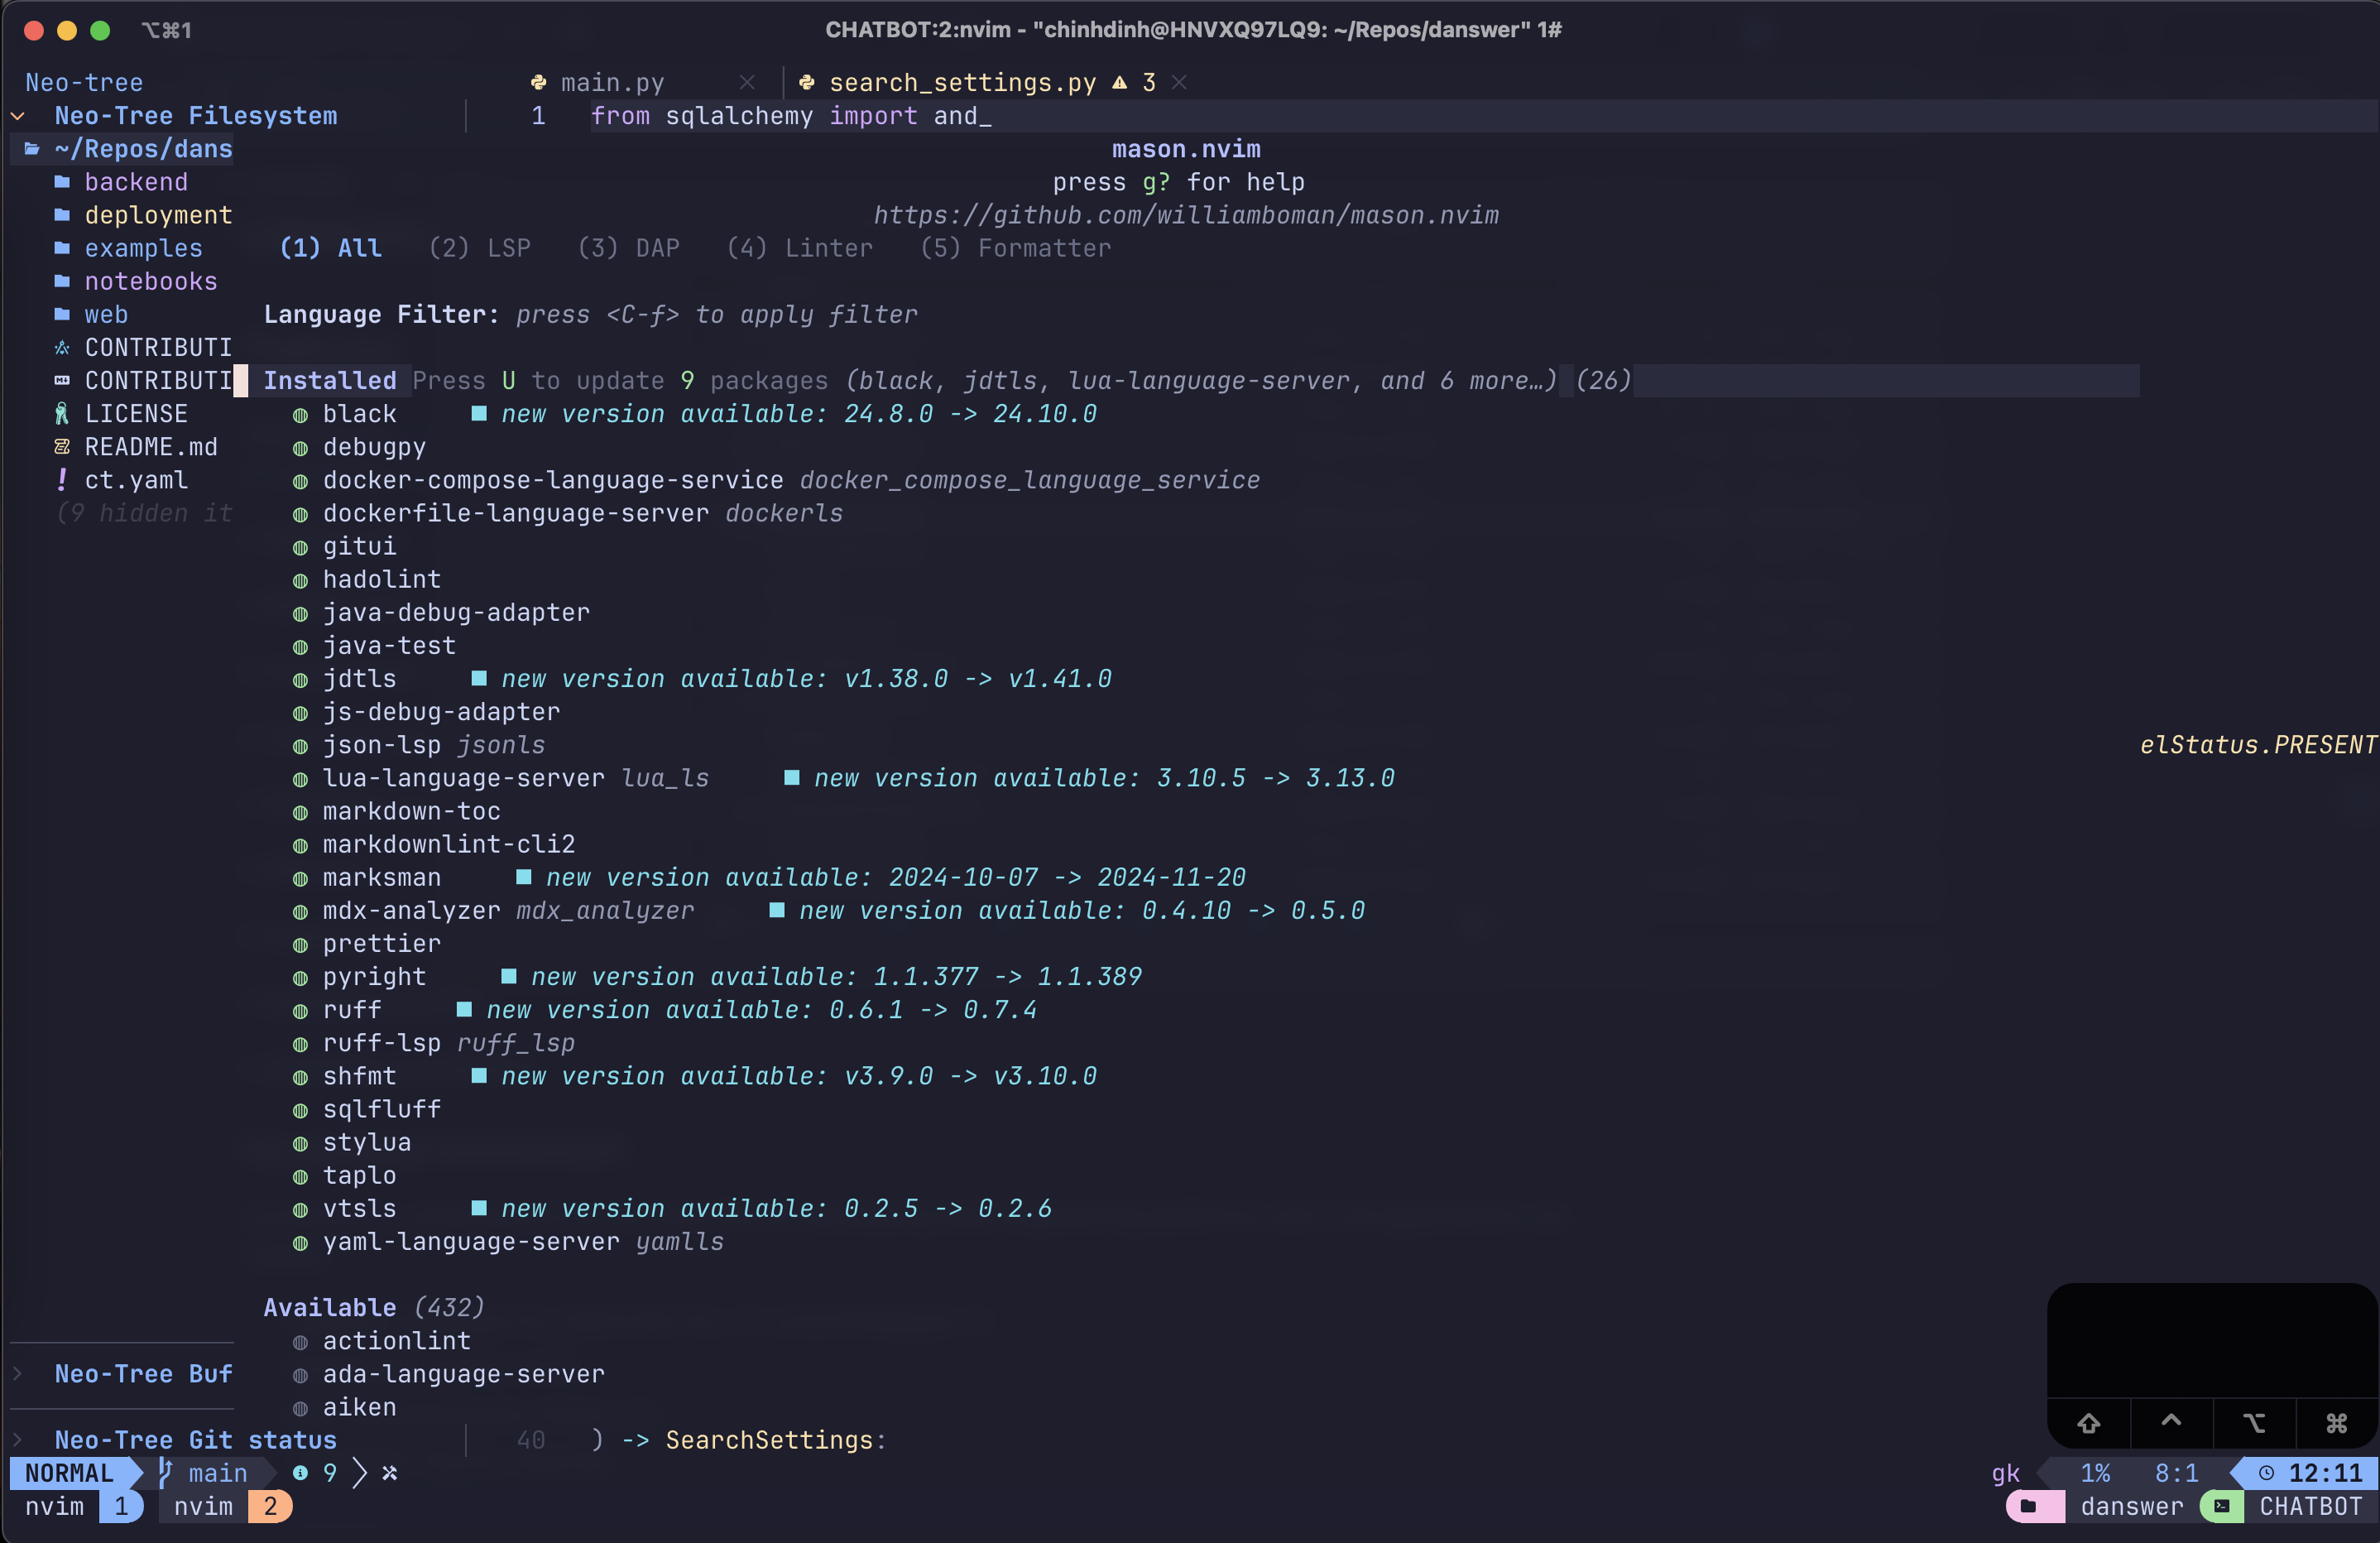 ⌥⌘1 CHATBOT:2:nvim - "chinhdinh@HNVXQ97LQ9: ~/Repos/danswer" 1#
Neo-tree main.py search_settings.py 3
Neo-Tree Filesystem 1 from sqlalchemy import and_
~/Repos/dans mason.nvim
backend press g? for help
deployment https://github.com/williamboman/mason.nvim
examples (1) All (2) LSP (3) DAP (4) Linter (5) Formatter
notebooks
web Language Filter: press <C-f> to apply filter
CONTRIBUTI
CONTRIBUTI Installed Press U to update 9 packages (black, jdtls, lua-language-server, and 6 more…) (26)
LICENSE black ■ new version available: 24.8.0 -> 24.10.0
README.md debugpy
ct.yaml docker-compose-language-service docker_compose_language_service
(9 hidden it dockerfile-language-server dockerls
gitui
hadolint
java-debug-adapter
java-test
jdtls ■ new version available: v1.38.0 -> v1.41.0
js-debug-adapter
json-lsp jsonls elStatus.PRESENT
lua-language-server lua_ls ■ new version available: 3.10.5 -> 3.13.0
markdown-toc
markdownlint-cli2
marksman ■ new version available: 2024-10-07 -> 2024-11-20
mdx-analyzer mdx_analyzer ■ new version available: 0.4.10 -> 0.5.0
prettier
pyright ■ new version available: 1.1.377 -> 1.1.389
ruff ■ new version available: 0.6.1 -> 0.7.4
ruff-lsp ruff_lsp
shfmt ■ new version available: v3.9.0 -> v3.10.0
sqlfluff
stylua
taplo
vtsls ■ new version available: 0.2.5 -> 0.2.6
yaml-language-server yamlls
Available (432)
actionlint
Neo-Tree Buf ada-language-server
aiken
Neo-Tree Git status 40 ) -> SearchSettings:
NORMAL main 9 gk 1% 8:1 12:11
nvim 1 nvim 2 danswer CHATBOT